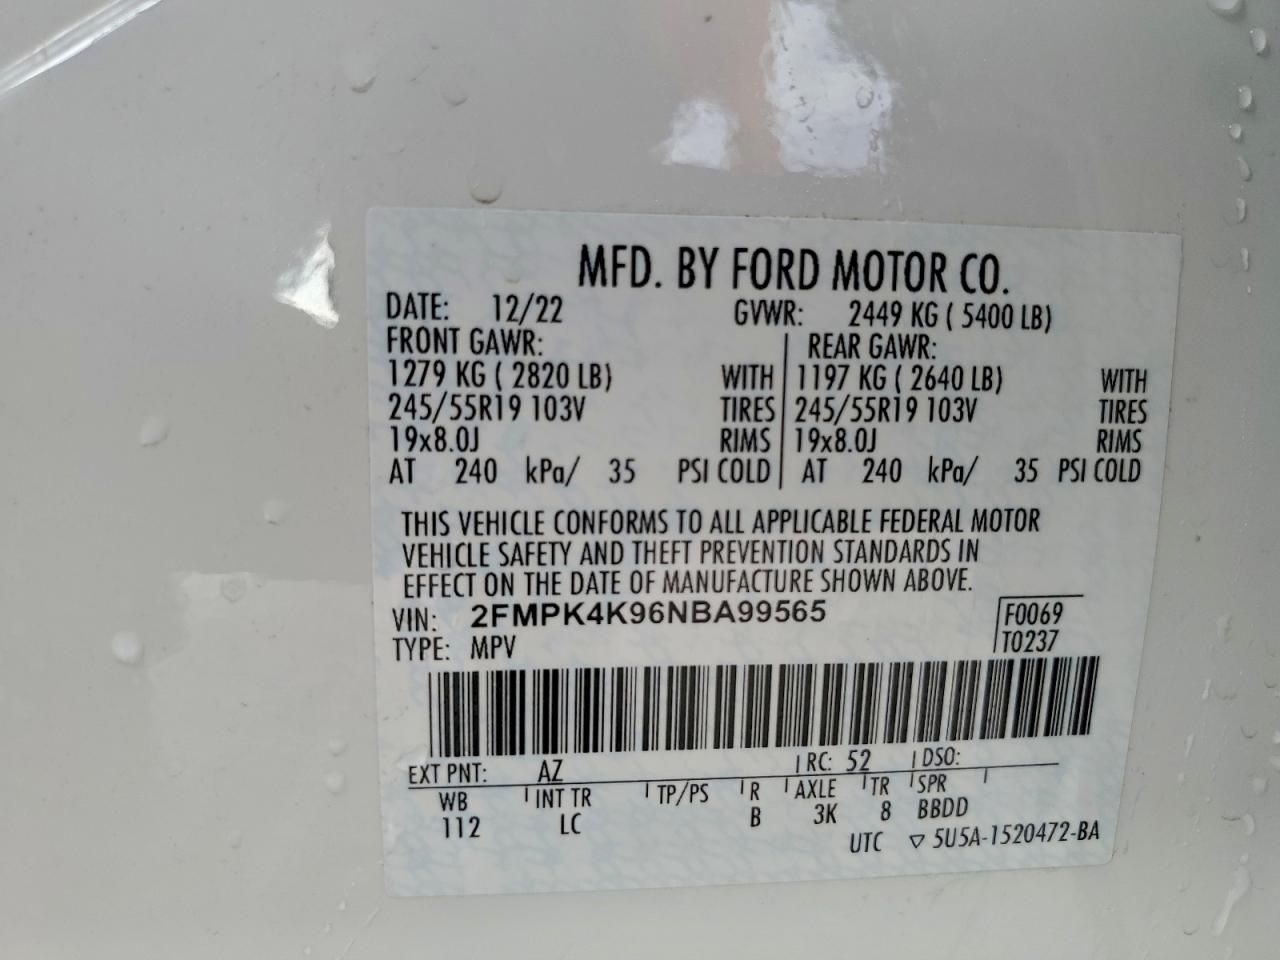 MFD. BY FORD MOTOR CO.
DATE: 12/22 GVWR: 2449 KG ( 5400 LB)
FRONT GAWR: REAR GAWR:
1279 KG ( 2820 LB) WITH 1197 KG ( 2640 LB) WITH
245/55R19 103V TIRES 245/55R19 103V TIRES
19x8.0J RIMS 19x8.0J RIMS
AT 240 kPa/ 35 PSI COLD AT 240 kPa/ 35 PSI COLD
THIS VEHICLE CONFORMS TO ALL APPLICABLE FEDERAL MOTOR
VEHICLE SAFETY AND THEFT PREVENTION STANDARDS IN
EFFECT ON THE DATE OF MANUFACTURE SHOWN ABOVE.
VIN: 2FMPK4K96NBA99565 F0069
TYPE: MPV T0237
EXT PNT: AZ RC: 52 DSO:
WB INT TR TP/PS R AXLE TR SPR
112 LC B 3K 8 BBDD
UTC ▽ 5U5A-1520472-BA